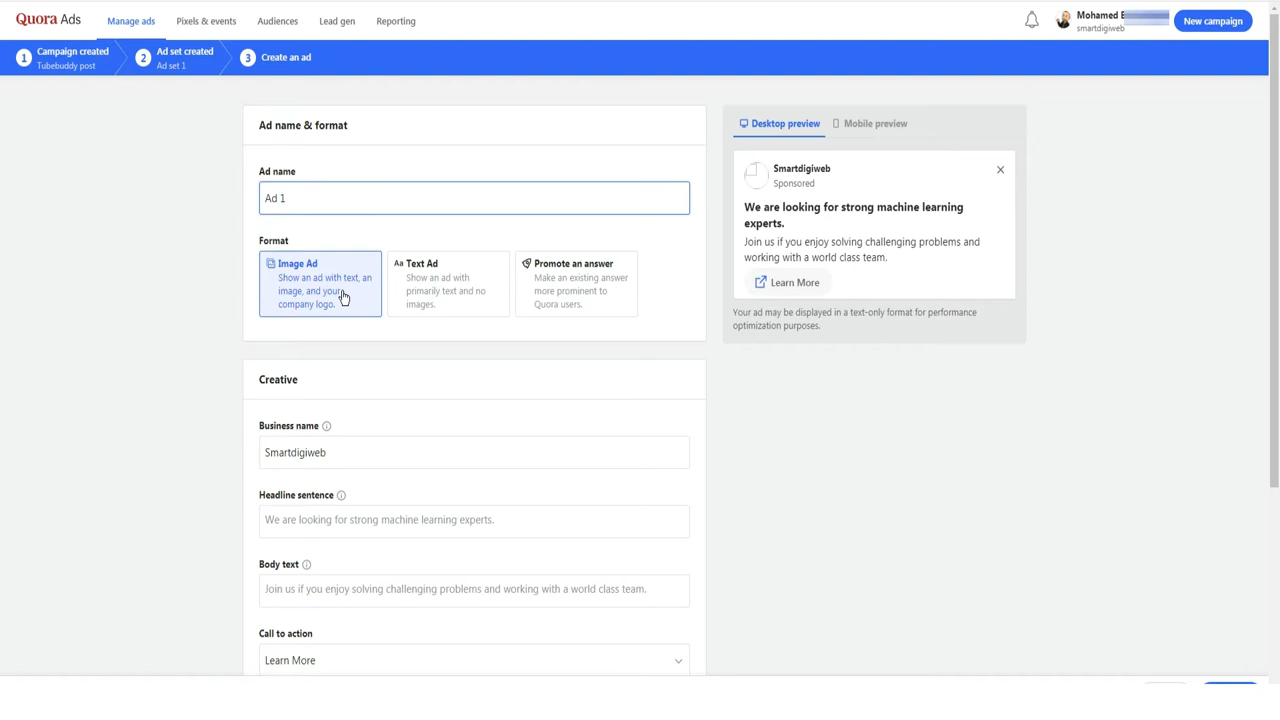 Quora Ads
Manage ads
Pixels & events
Audiences
Lead gen
Reporting
Mohamed
smartdigiweb
New campaign
1
Campaign created
Tubebuddy post
2
Ad set created
Ad set 1
3
Create an ad
Ad name & format
Ad name
Ad 1
Format
Image Ad
Show an ad with text, an
image, and your
company logo.
Aa Text Ad
Show an ad with
primarily text and no
images.
Promote an answer
Make an existing answer
more prominent to
Quora users.
Creative
Business name
Smartdigiweb
Headline sentence
We are looking for strong machine learning experts.
Body text
Join us if you enjoy solving challenging problems and working with a world class team.
Call to action
Learn More
Desktop preview
Mobile preview
Smartdigiweb
Sponsored
We are looking for strong machine learning
experts.
Join us if you enjoy solving challenging problems and
working with a world class team.
Learn More
Your ad may be displayed in a text-only format for performance
optimization purposes.